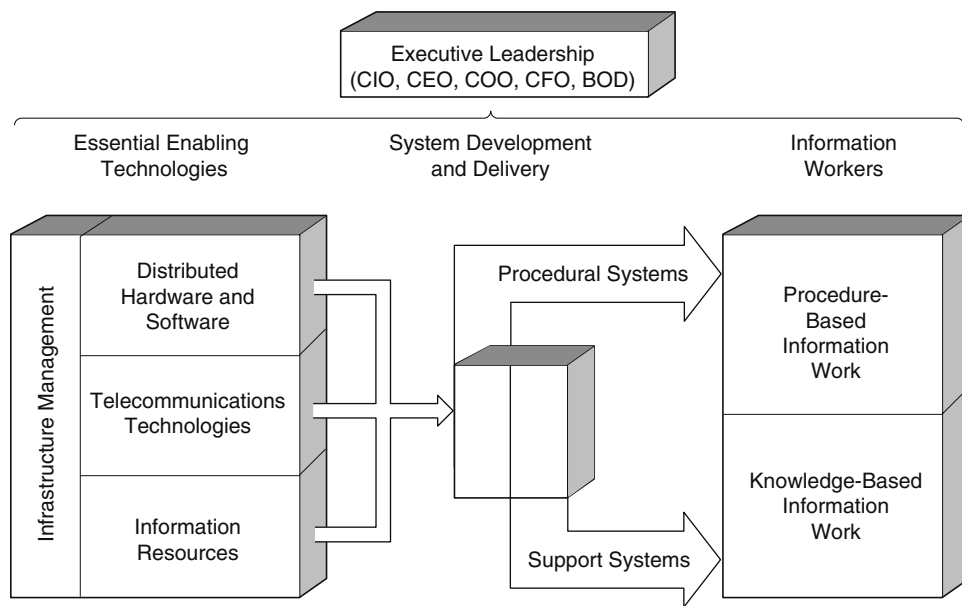 Executive Leadership
(CIO, CEO, COO, CFO, BOD)
Essential Enabling
Technologies
System Development
and Delivery
Information
Workers
Infrastructure Management
Distributed
Hardware and
Software
Telecommunications
Technologies
Information
Resources
Procedural Systems
Support Systems
Procedure-
Based
Information
Work
Knowledge-Based
Information
Work